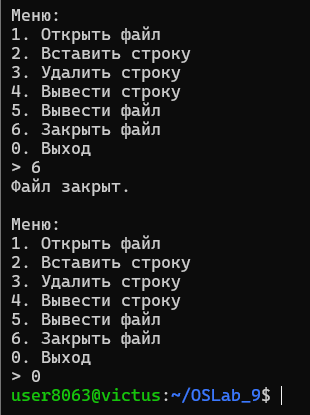 Меню:
1. Открыть файл
2. Вставить строку
3. Удалить строку
4. Вывести строку
5. Вывести файл
6. Закрыть файл
0. Выход
> 6
Файл закрыт.

Меню:
1. Открыть файл
2. Вставить строку
3. Удалить строку
4. Вывести строку
5. Вывести файл
6. Закрыть файл
0. Выход
> 0
user8063@victus:~/OSLab_9$